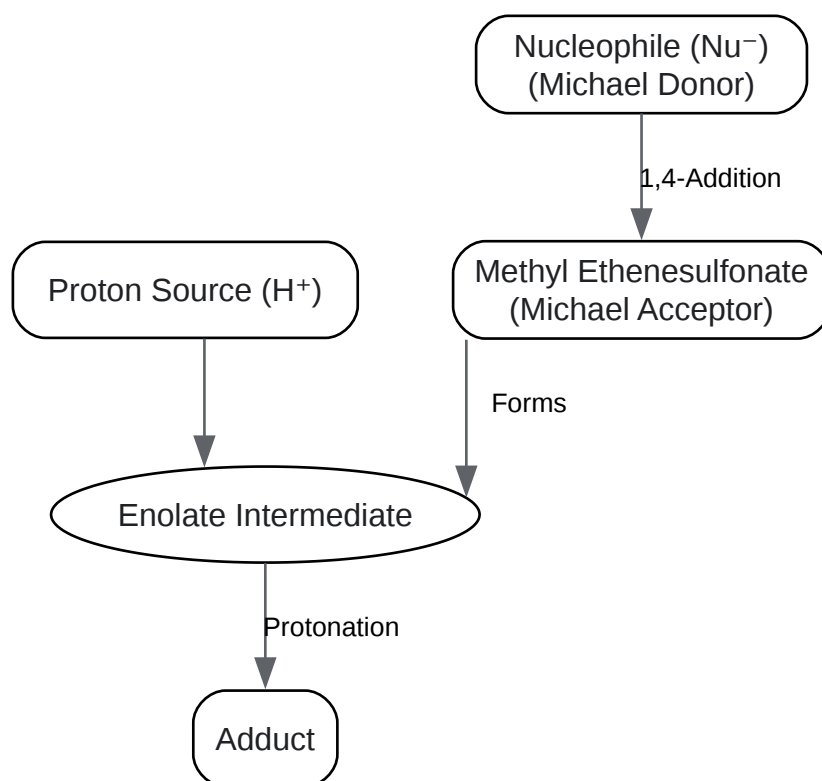 Nucleophile (Nu⁻)
(Michael Donor)
1,4-Addition
Proton Source (H⁺)
Methyl Ethenesulfonate
(Michael Acceptor)
Forms
Enolate Intermediate
Protonation
Adduct